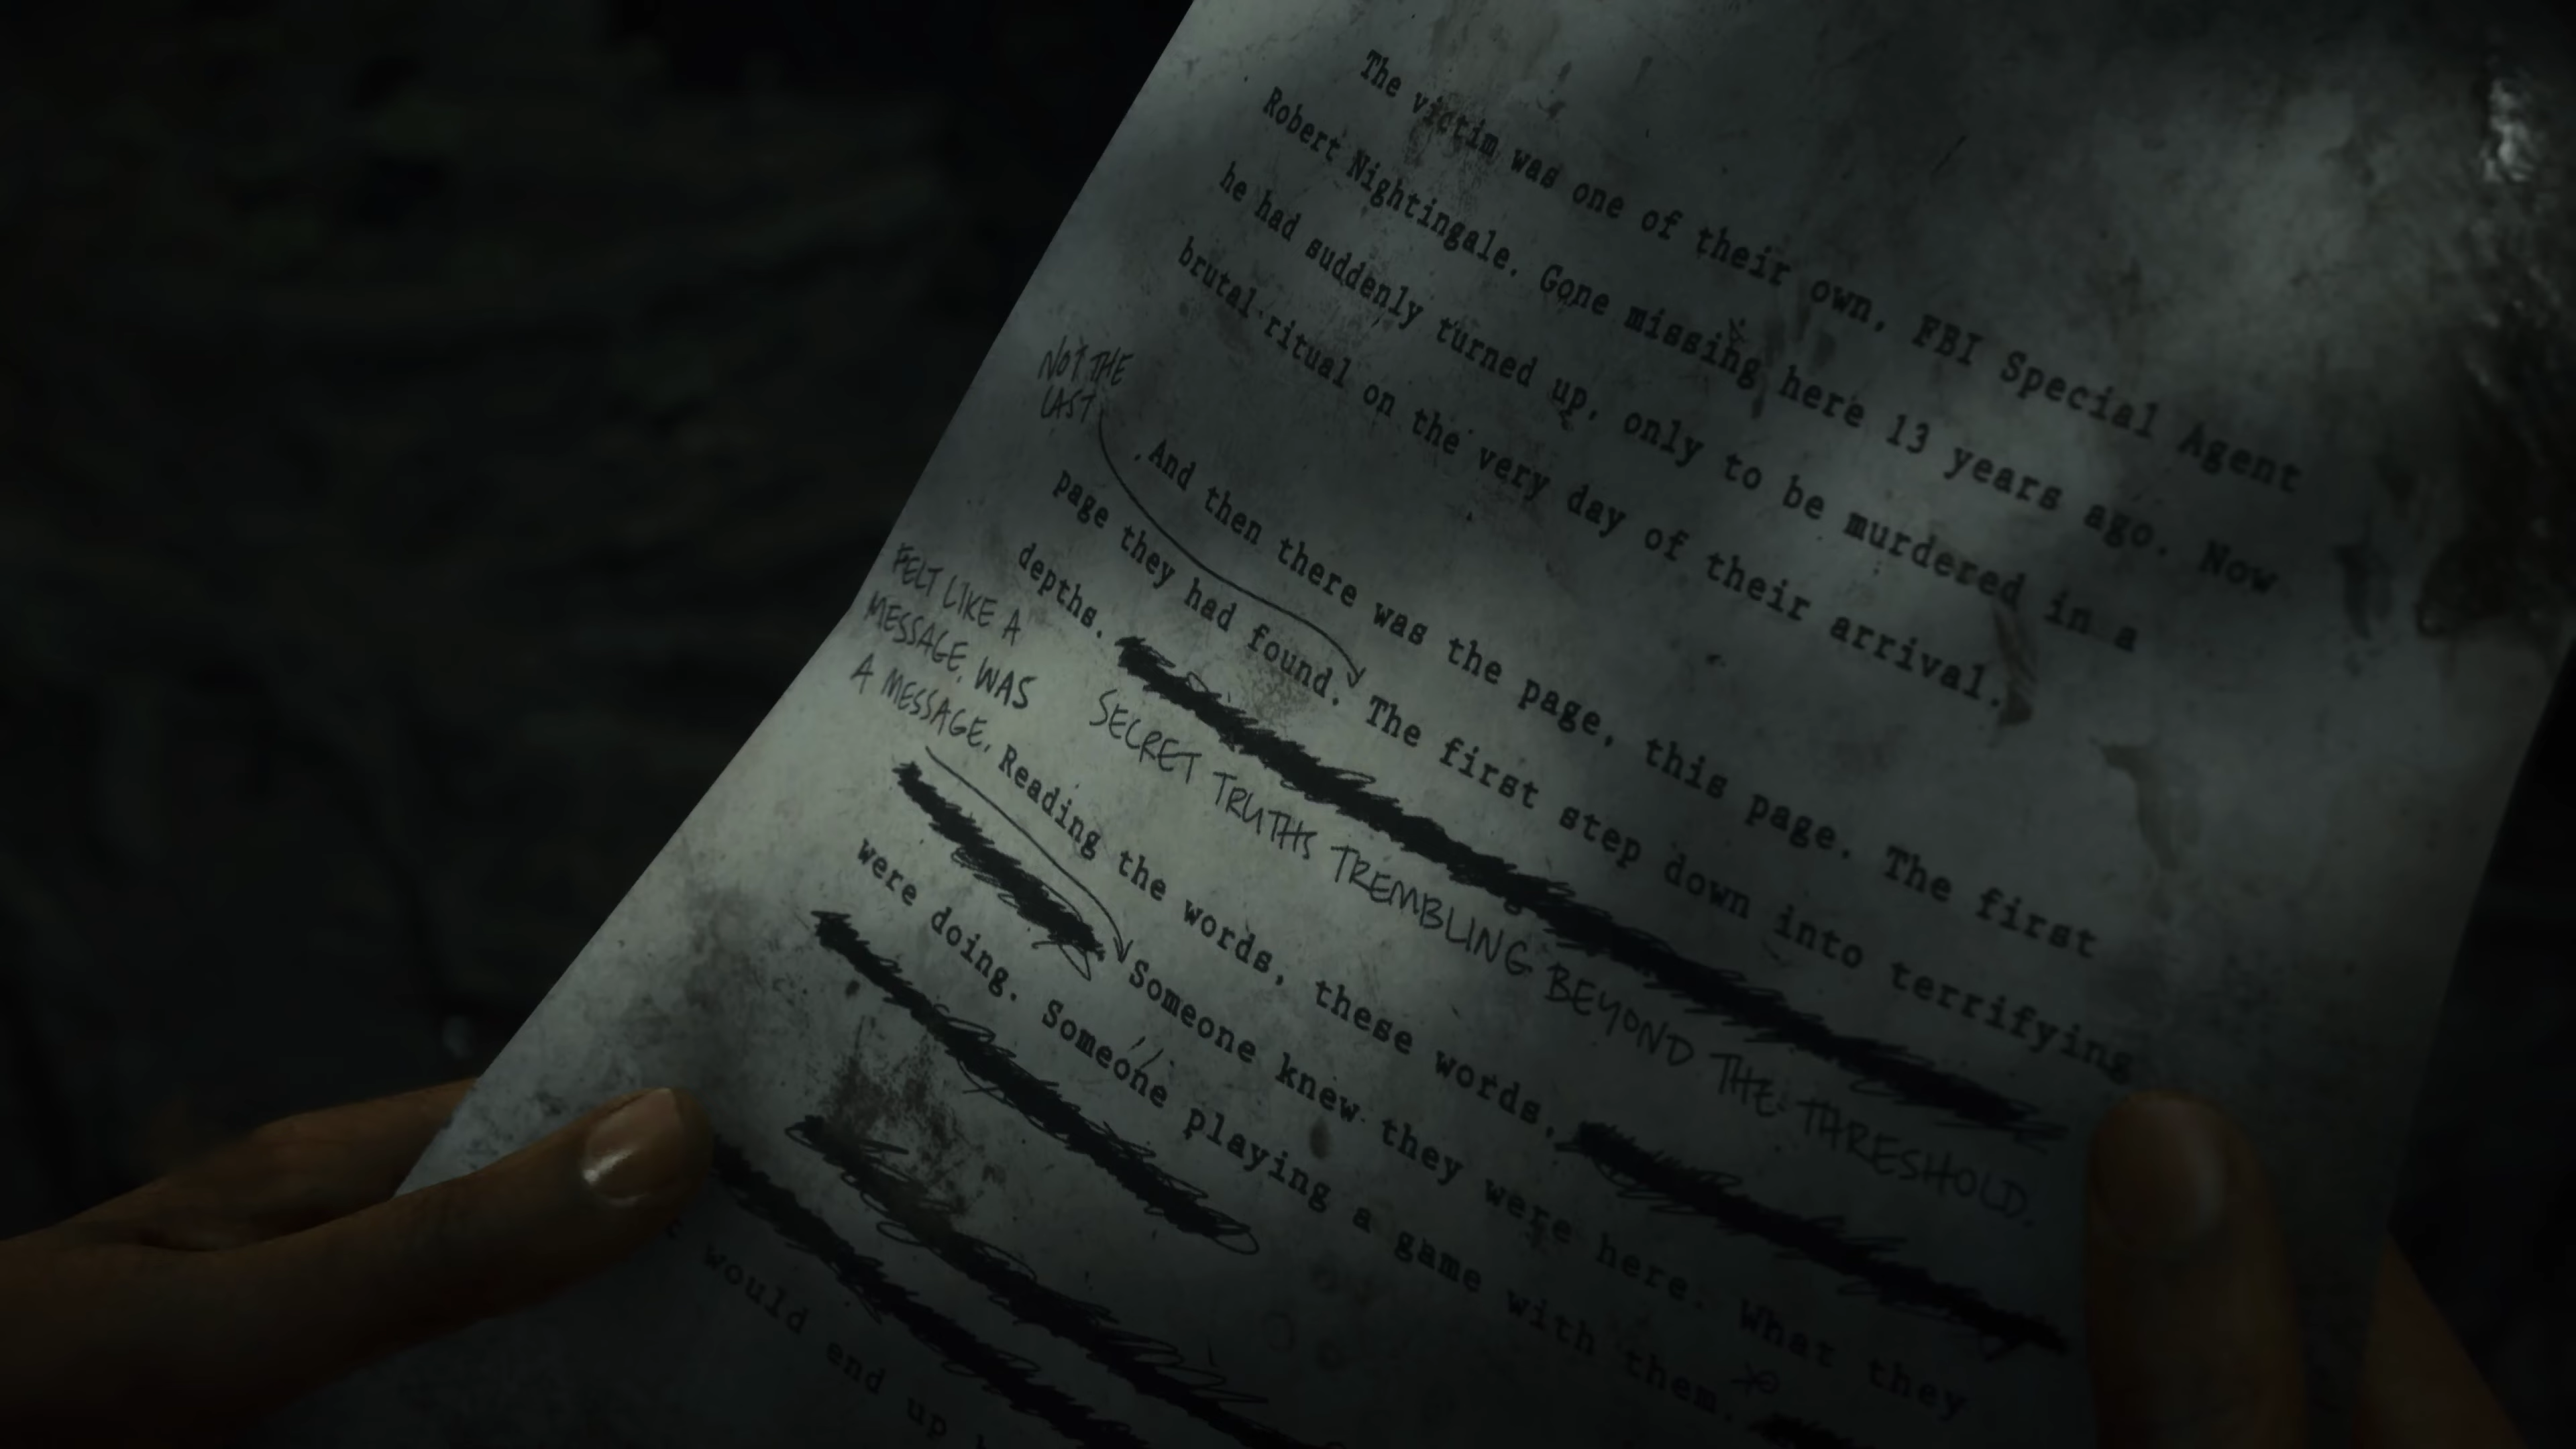 The victim was one of their own, FBI Special Agent
Robert Nightingale. Gone missing here 13 years ago. Now
he had suddenly turned up, only to be murdered in a
brutal ritual on the very day of their arrival.
NOT THE
LAST
And then there was the page, this page. The first
page they had found. The first step down into terrifying
depths.
SECRET TRUTHS TREMBLING BEYOND THE THRESHOLD.
FELT LIKE A
MESSAGE, WAS
A MESSAGE.
Reading the words, these words,
Someone knew they were here. What they
were doing. Someone playing a game with them.
would end up